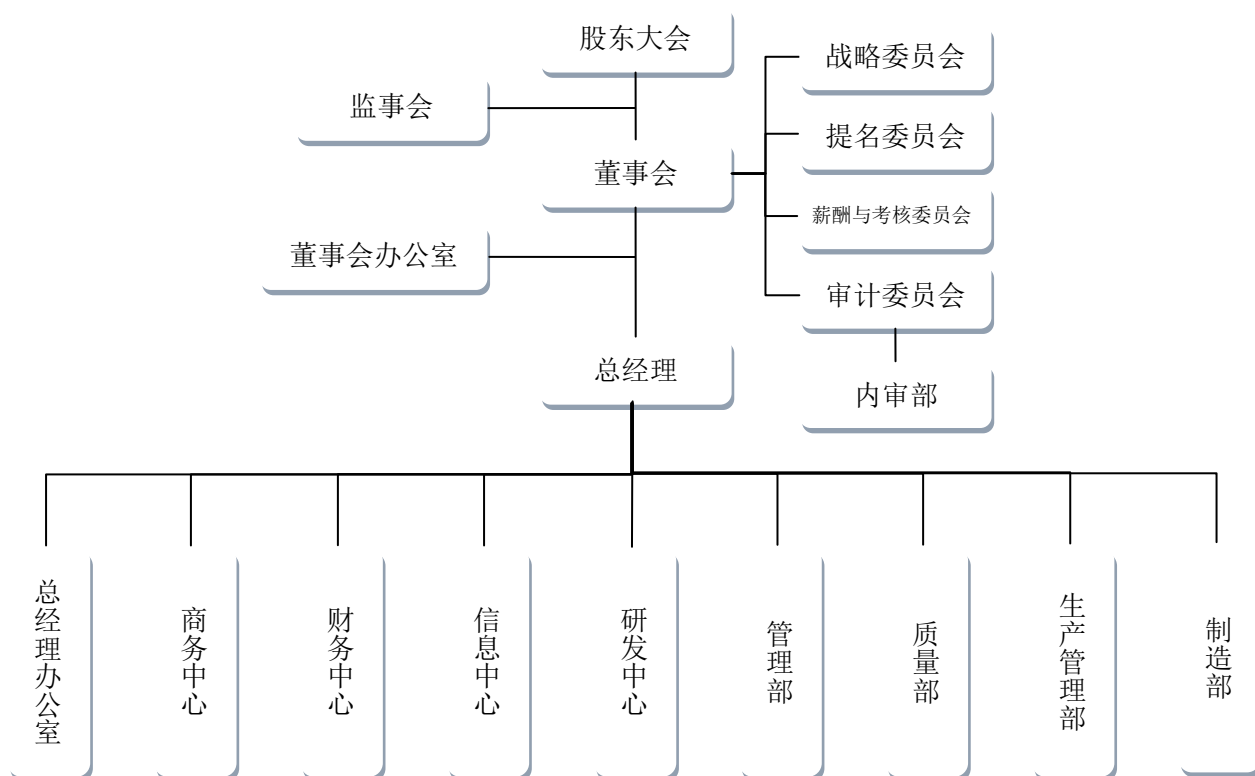 股东大会
战略委员会
监事会
提名委员会
董事会
薪酬与考核委员会
董事会办公室
审计委员会
总经理
内审部
总经理办公室
商务中心
财务中心
信息中心
研发中心
管理部
质量部
生产管理部
制造部